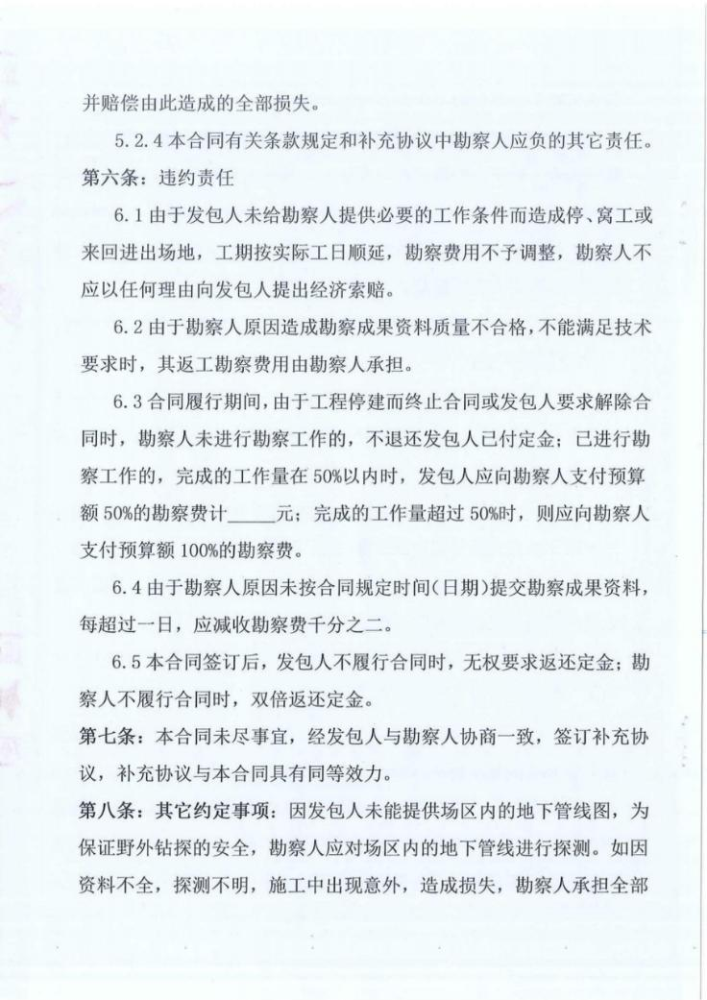 并赔偿由此造成的全部损失。
5.2.4 本合同有关条款规定和补充协议中勘察人应负的其它责任。
第六条：违约责任
6.1 由于发包人未给勘察人提供必要的工作条件而造成停、窝工或
来回进出场地，工期按实际工日顺延，勘察费用不予调整，勘察人不
应以任何理由向发包人提出经济索赔。
6.2 由于勘察人原因造成勘察成果资料质量不合格，不能满足技术
要求时，其返工勘察费用由勘察人承担。
6.3 合同履行期间，由于工程停建而终止合同或发包人要求解除合
同时，勘察人未进行勘察工作的，不退还发包人已付定金；已进行勘
察工作的，完成的工作量在 50%以内时，发包人应向勘察人支付预算
额 50%的勘察费计_____元；完成的工作量超过 50%时，则应向勘察人
支付预算额 100%的勘察费。
6.4 由于勘察人原因未按合同规定时间（日期）提交勘察成果资料，
每超过一日，应减收勘察费千分之二。
6.5 本合同签订后，发包人不履行合同时，无权要求返还定金；勘
察人不履行合同时，双倍返还定金。
第七条：本合同未尽事宜，经发包人与勘察人协商一致，签订补充协
议，补充协议与本合同具有同等效力。
第八条：其它约定事项：因发包人未能提供场区内的地下管线图，为
保证野外钻探的安全，勘察人应对场区内的地下管线进行探测。如因
资料不全，探测不明，施工中出现意外，造成损失，勘察人承担全部